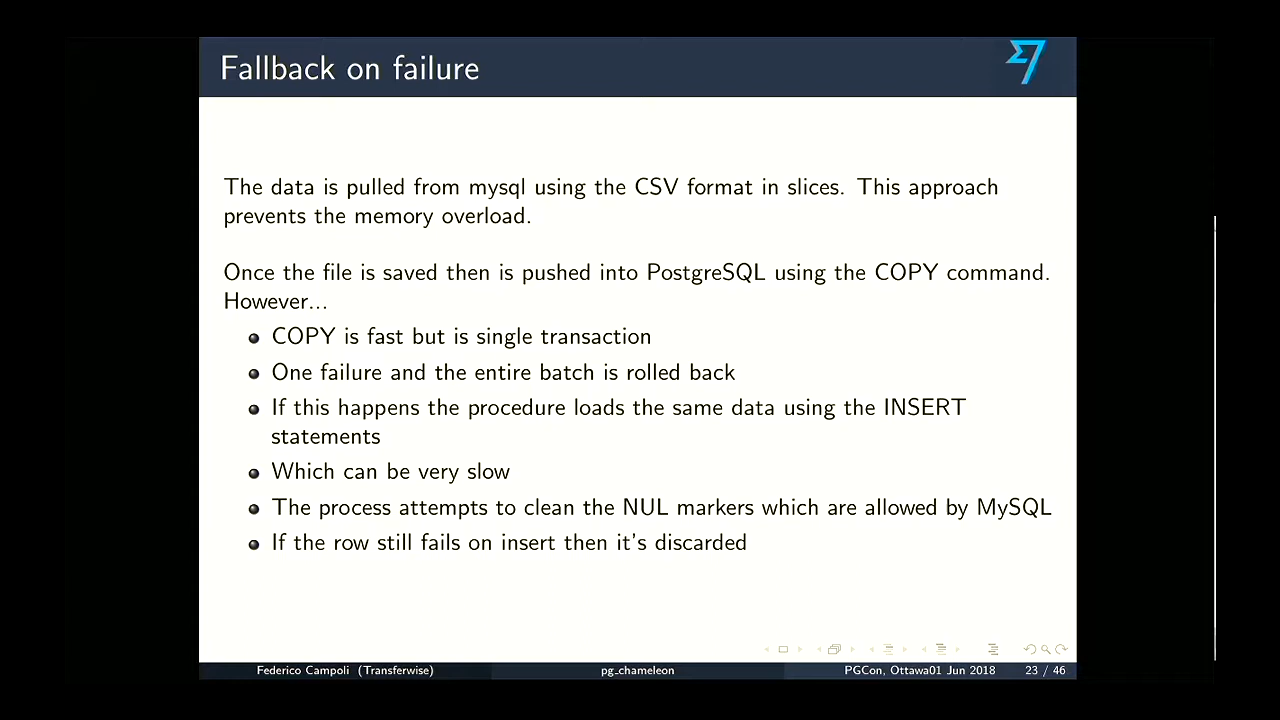 Fallback on failure
The data is pulled from mysql using the CSV format in slices. This approach
prevents the memory overload.
Once the file is saved then is pushed into PostgreSQL using the COPY command.
However...
COPY is fast but is single transaction
One failure and the entire batch is rolled back
If this happens the procedure loads the same data using the INSERT
statements
Which can be very slow
The process attempts to clean the NUL markers which are allowed by MySQL
If the row still fails on insert then it's discarded
Federico Campoli (Transferwise) pg_chameleon PGCon, Ottawa01 Jun 2018 23 / 46